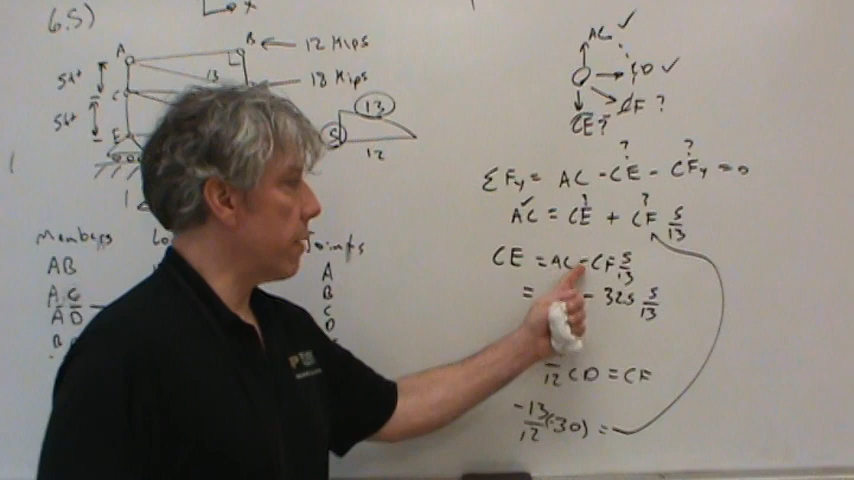 6.5)
x
A
B
12 Kips
5ft
13
18 Kips
C
5ft
E
5
13
12
1
Members
Joints
AB
AC
AD
A
B
C
D
AC ✓
CD ✓
CF ?
CE ?
ΣFy = AC - CE - CFy = 0
? ?
✓ ? ?
AC = CE + CF 5/13
CE = AC - CF 5/13
= - 325 5/13
12 CD = CF
-13/12 (-30) =